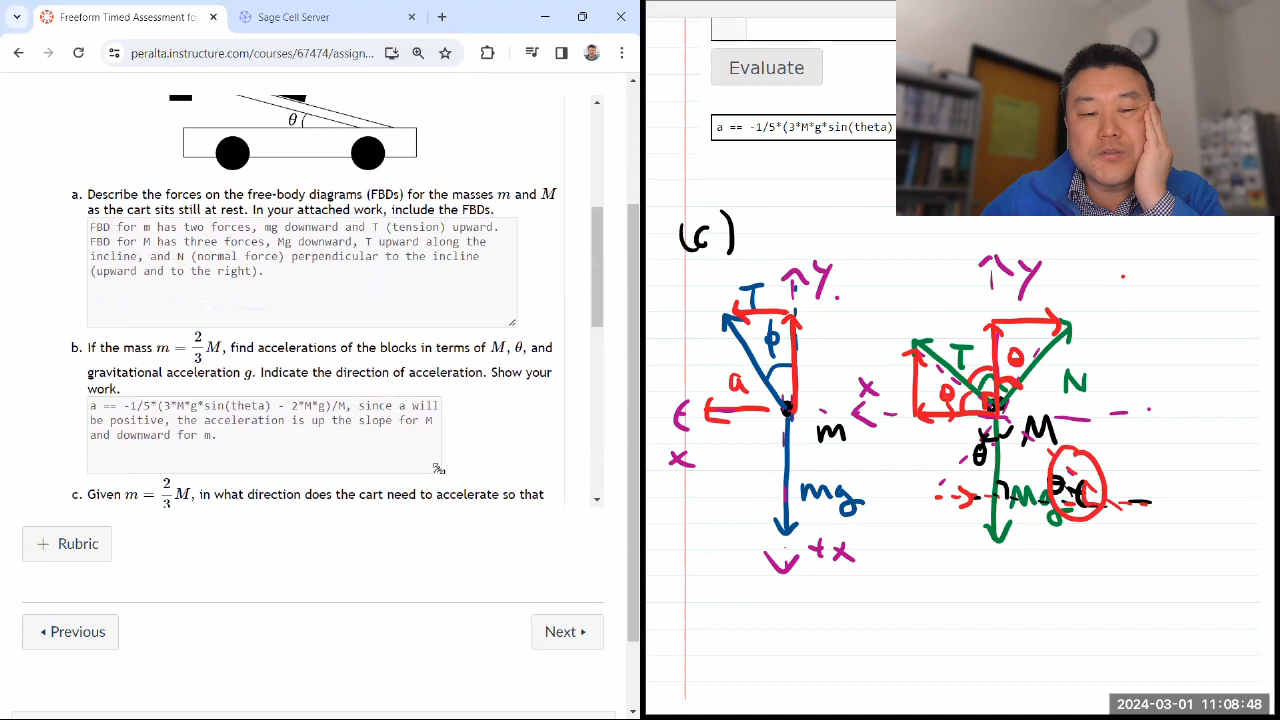 Freeform Timed Assessment for
Sage Cell Server
peralta.instructure.com/courses/67474/assign...
θ
a. Describe the forces on the free-body diagrams (FBDs) for the masses m and M
as the cart sits still at rest. In your attached work, include the FBDs.
FBD for m has two forces, mg downward and T (tension) upward.
FBD for M has three forces, Mg downward, T upward along the
incline, and N (normal force) perpendicular to the incline
(upward and to the right).
b. If the mass m = 2/3 M, find accelerations of the blocks in terms of M, θ, and
gravitational acceleration g. Indicate the direction of acceleration. Show your
work.
a == -1/5*(3*M*g*sin(theta) - 2*M*g)/M, since a will
be positive, the acceleration is up the slope for M
and downward for m.
c. Given m = 2/3 M, in what direction does the cart need to accelerate so that
+ Rubric
Previous
Next
Evaluate
a == -1/5*(3*M*g*sin(theta)
(c)
y
T
ϕ
a
x
m
mg
+x
y
T
θ
N
θ
x
M
θ
Mg
2024-03-01 11:08:48